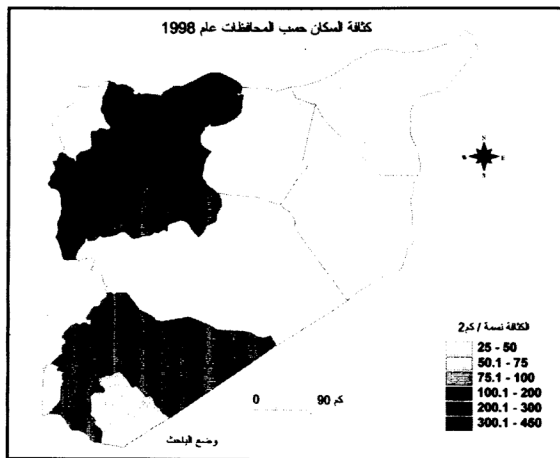 كثافة السكان حسب المحافظات عام 1998
N
E
S
الكثافة نسمة / كم2
25 - 50
50.1 - 75
75.1 - 100
100.1 - 200
200.1 - 300
300.1 - 450
0 90 كم
وضع الباحث